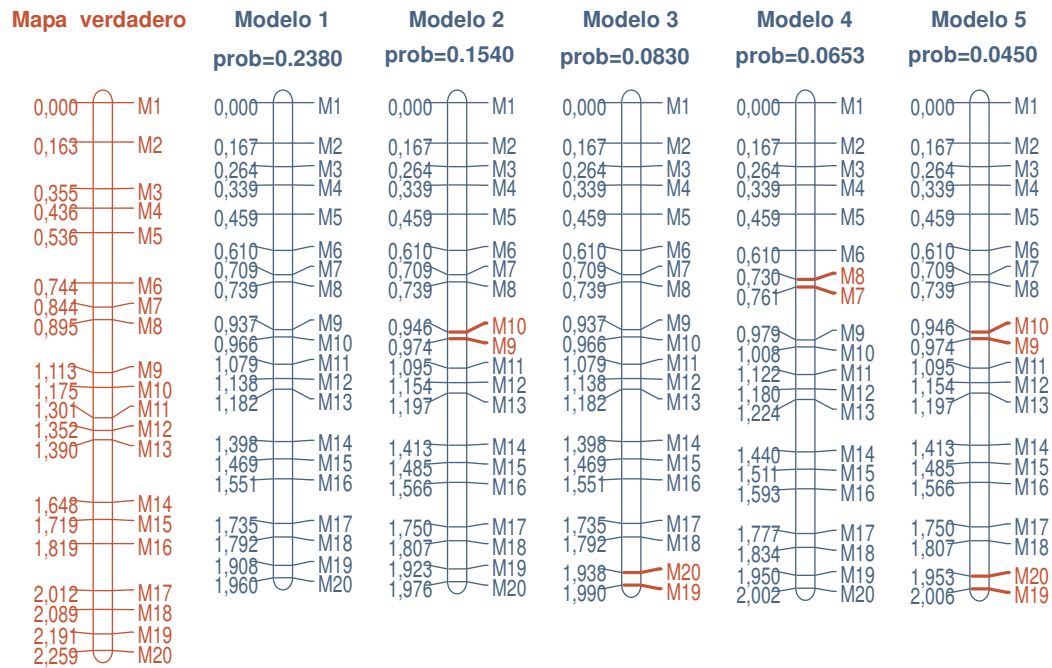 Mapa verdadero
0,000 M1
0,163 M2
0,355 M3
0,436 M4
0,536 M5
0,744 M6
0,844 M7
0,895 M8
1,113 M9
1,175 M10
1,301 M11
1,352 M12
1,390 M13
1,648 M14
1,719 M15
1,819 M16
2,012 M17
2,089 M18
2,191 M19
2,259 M20
Modelo 1
prob=0.2380
0,000 M1
0,167 M2
0,264 M3
0,339 M4
0,459 M5
0,610 M6
0,709 M7
0,739 M8
0,937 M9
0,966 M10
1,079 M11
1,138 M12
1,182 M13
1,398 M14
1,469 M15
1,551 M16
1,735 M17
1,792 M18
1,908 M19
1,960 M20
Modelo 2
prob=0.1540
0,000 M1
0,167 M2
0,264 M3
0,339 M4
0,459 M5
0,610 M6
0,709 M7
0,739 M8
0,946 M10
0,974 M9
1,095 M11
1,154 M12
1,197 M13
1,413 M14
1,485 M15
1,566 M16
1,750 M17
1,807 M18
1,923 M19
1,976 M20
Modelo 3
prob=0.0830
0,000 M1
0,167 M2
0,264 M3
0,339 M4
0,459 M5
0,610 M6
0,709 M7
0,739 M8
0,937 M9
0,966 M10
1,079 M11
1,138 M12
1,182 M13
1,398 M14
1,469 M15
1,551 M16
1,735 M17
1,792 M18
1,938 M20
1,990 M19
Modelo 4
prob=0.0653
0,000 M1
0,167 M2
0,264 M3
0,339 M4
0,459 M5
0,610 M6
0,730 M8
0,761 M7
0,979 M9
1,008 M10
1,122 M11
1,180 M12
1,224 M13
1,440 M14
1,511 M15
1,593 M16
1,777 M17
1,834 M18
1,950 M19
2,002 M20
Modelo 5
prob=0.0450
0,000 M1
0,167 M2
0,264 M3
0,339 M4
0,459 M5
0,610 M6
0,709 M7
0,739 M8
0,946 M10
0,974 M9
1,095 M11
1,154 M12
1,197 M13
1,413 M14
1,485 M15
1,566 M16
1,750 M17
1,807 M18
1,953 M20
2,006 M19